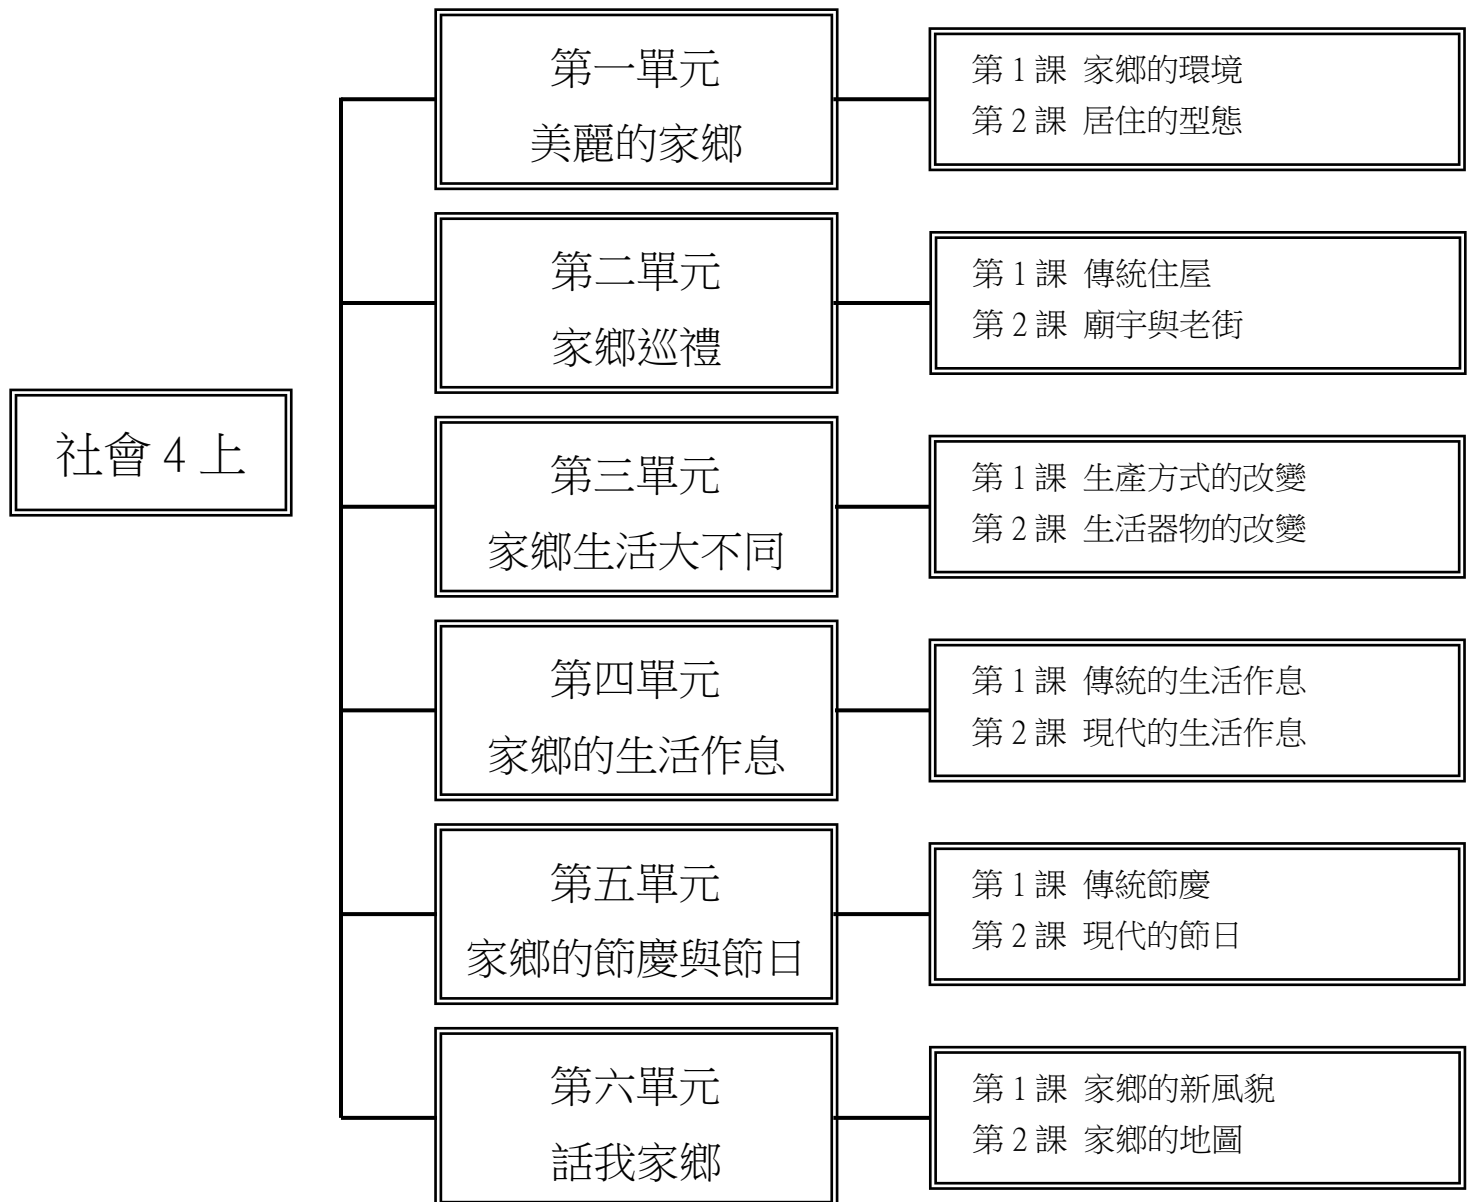 社會 4 上
第一單元
美麗的家鄉
第 1 課 家鄉的環境
第 2 課 居住的型態
第二單元
家鄉巡禮
第 1 課 傳統住屋
第 2 課 廟宇與老街
第三單元
家鄉生活大不同
第 1 課 生產方式的改變
第 2 課 生活器物的改變
第四單元
家鄉的生活作息
第 1 課 傳統的生活作息
第 2 課 現代的生活作息
第五單元
家鄉的節慶與節日
第 1 課 傳統節慶
第 2 課 現代的節日
第六單元
話我家鄉
第 1 課 家鄉的新風貌
第 2 課 家鄉的地圖